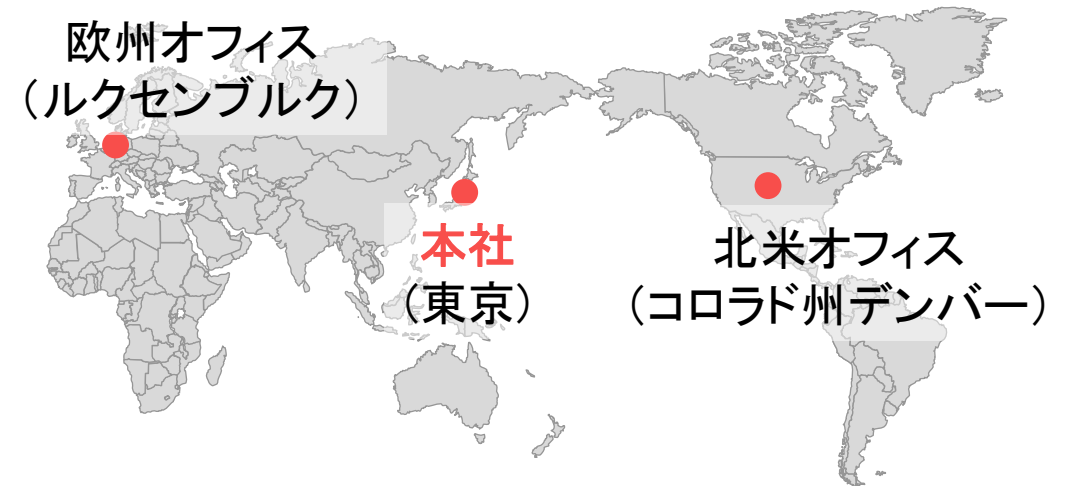 欧州オフィス
（ルクセンブルク）
本社
（東京）
北米オフィス
（コロラド州デンバー）